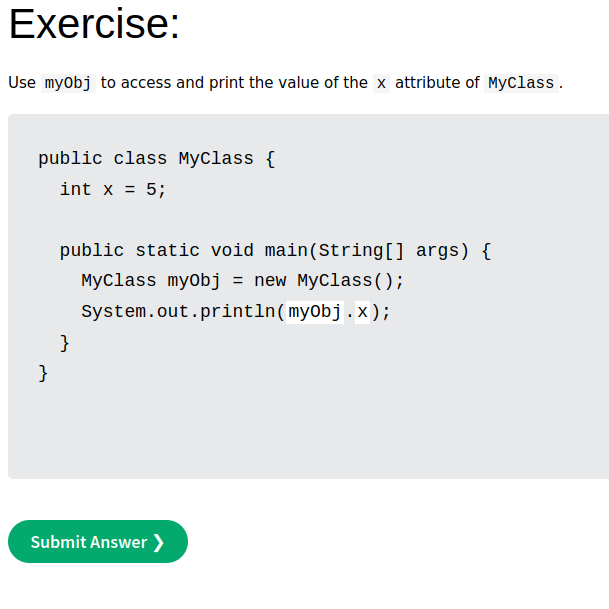 Exercise:
Use myObj to access and print the value of the x attribute of MyClass.
public class MyClass {
  int x = 5;

  public static void main(String[] args) {
    MyClass myObj = new MyClass();
    System.out.println(myObj.x);
  }
}
Submit Answer ❯